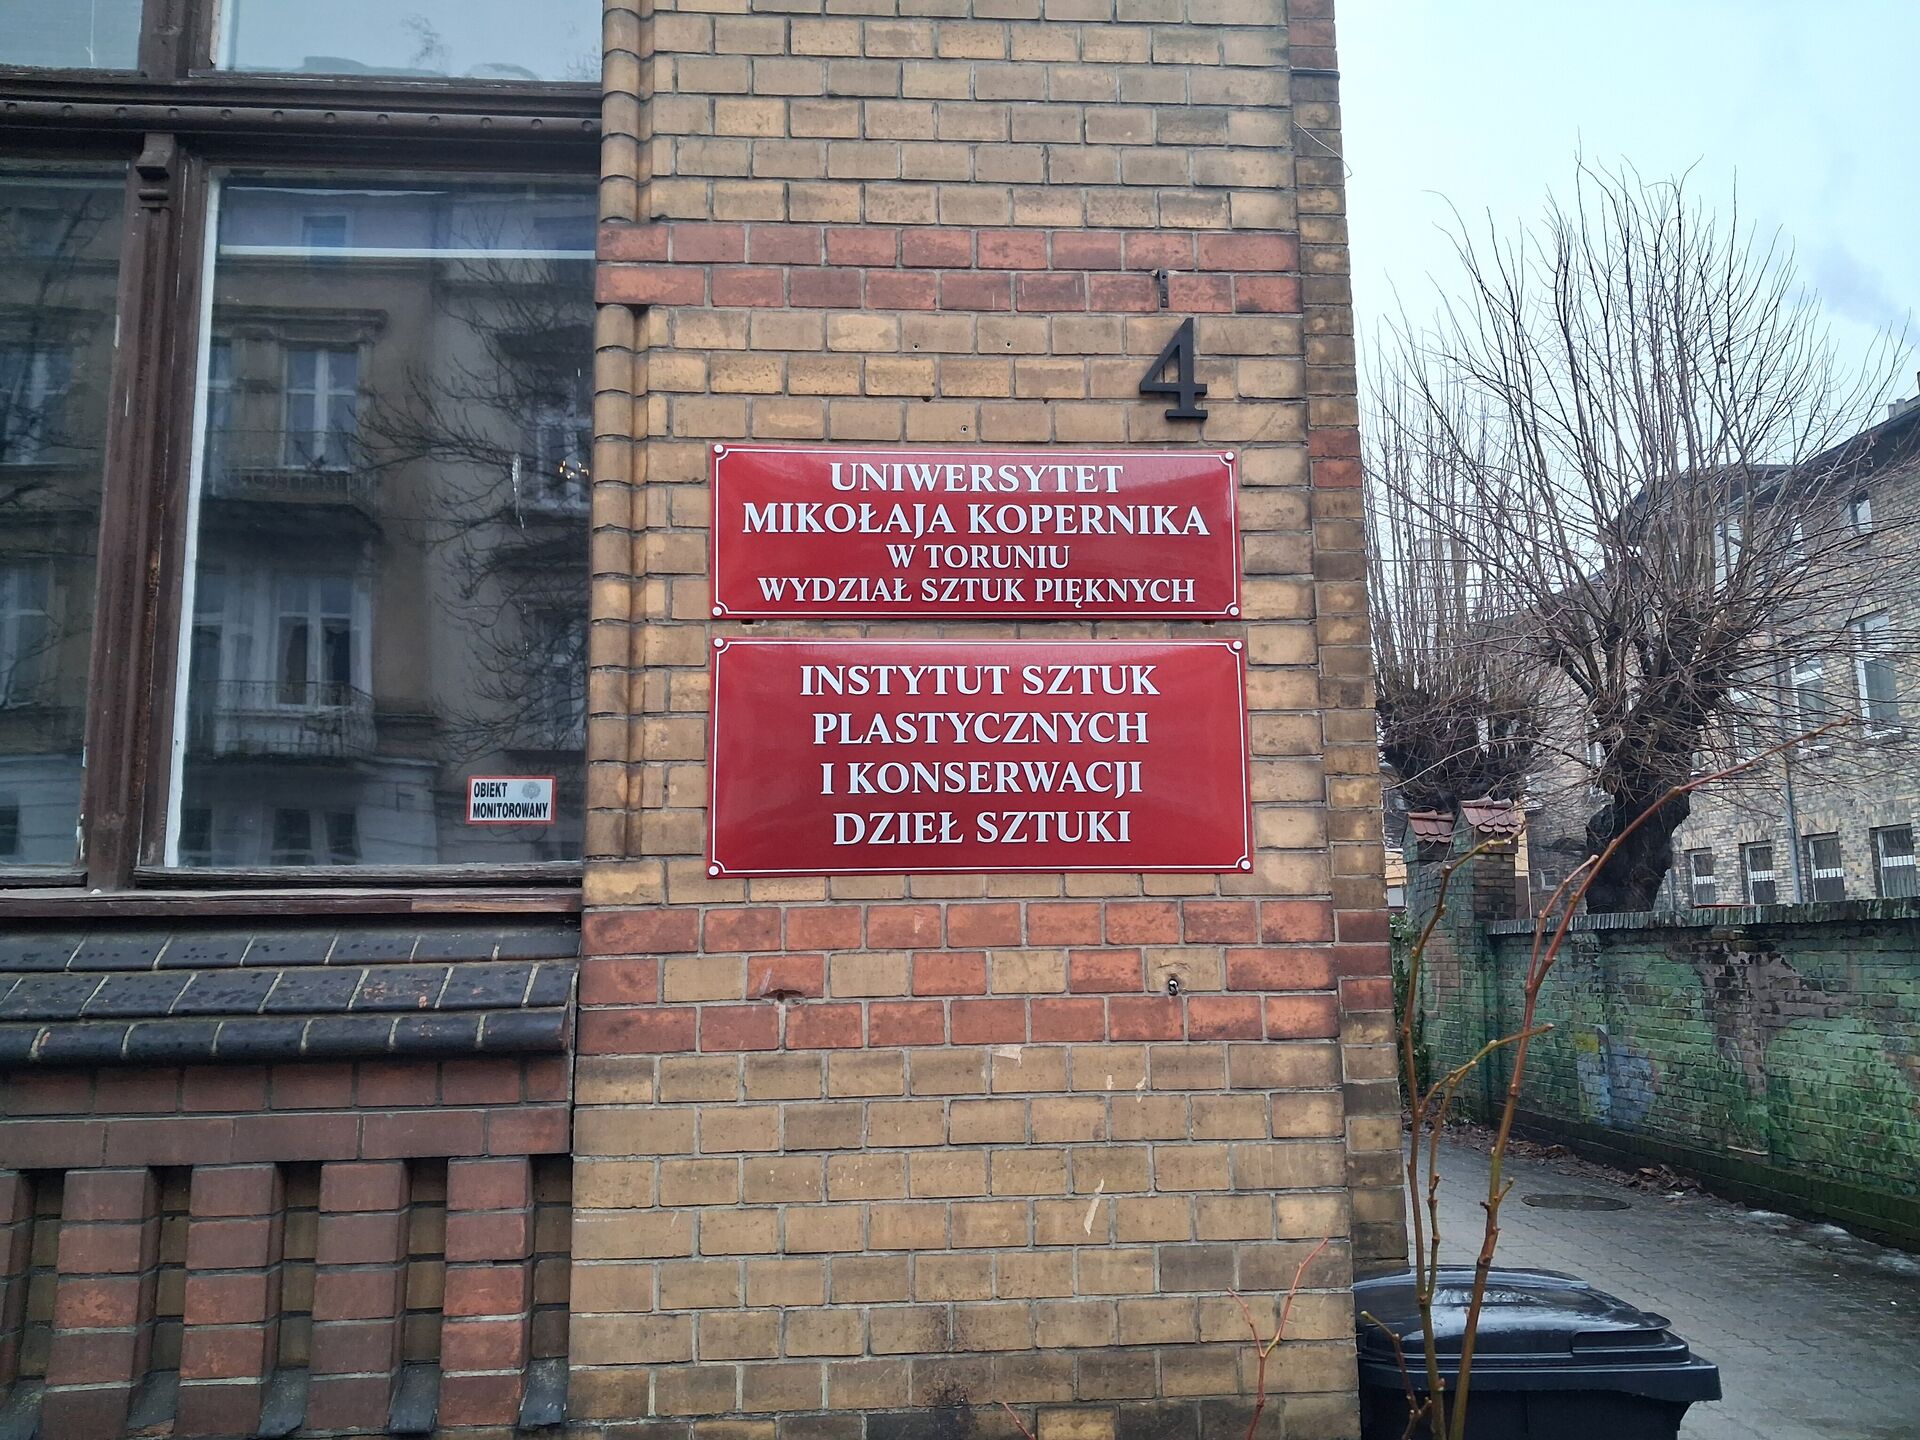 4
UNIWERSYTET
MIKOŁAJA KOPERNIKA
W TORUNIU
WYDZIAŁ SZTUK PIĘKNYCH
INSTYTUT SZTUK
PLASTYCZNYCH
I KONSERWACJI
DZIEŁ SZTUKI
OBIEKT
MONITOROWANY